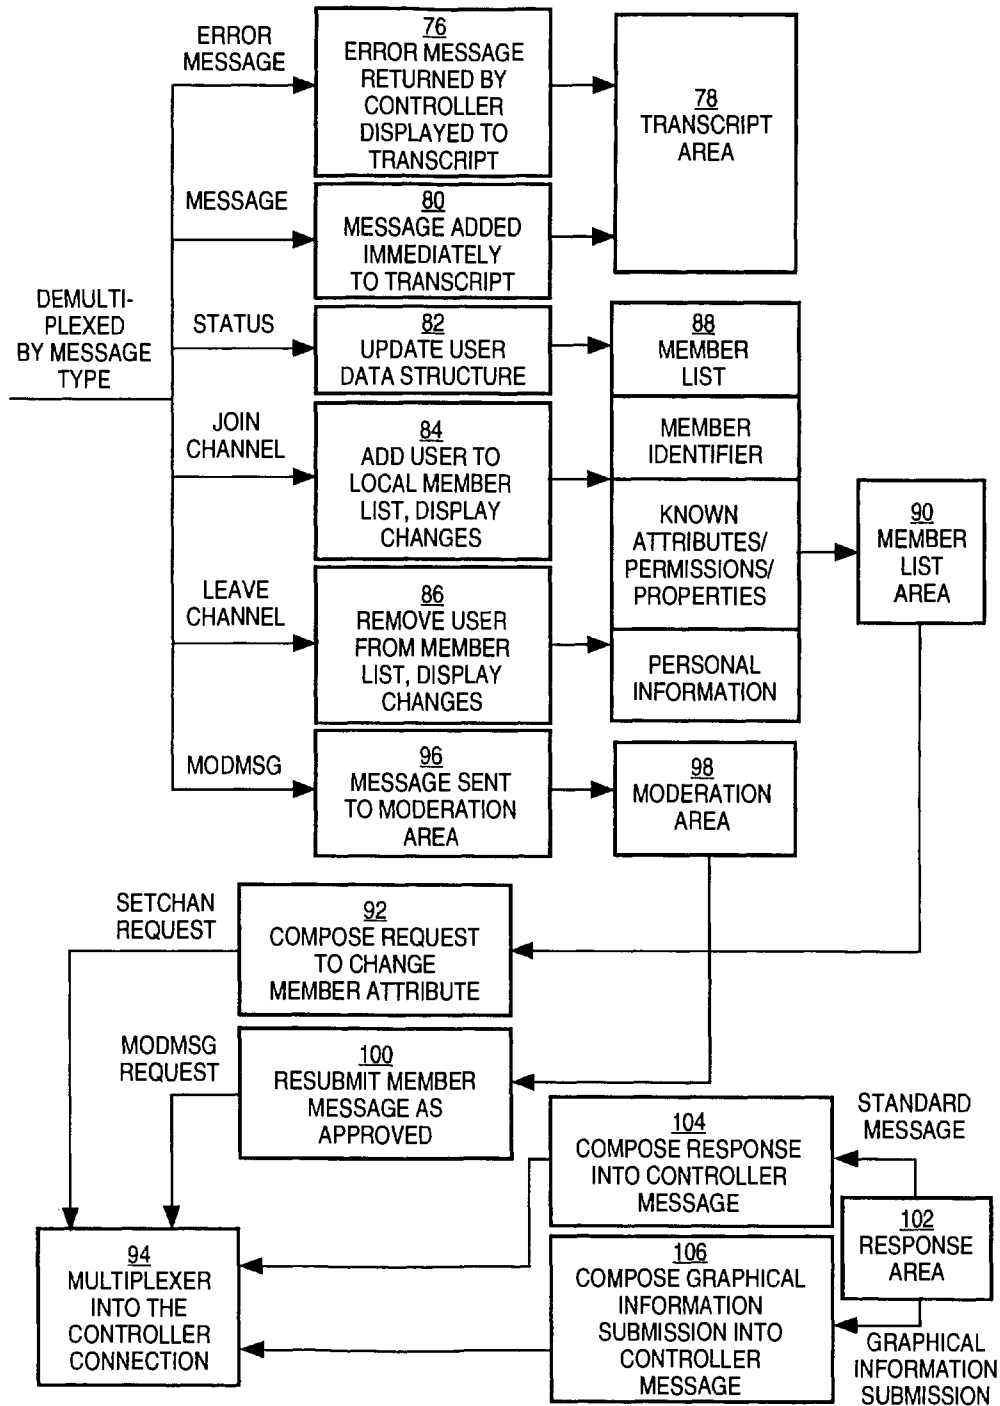 ERROR
MESSAGE
76
ERROR MESSAGE
RETURNED BY
CONTROLLER
DISPLAYED TO
TRANSCRIPT
78
TRANSCRIPT
AREA
MESSAGE
80
MESSAGE ADDED
IMMEDIATELY
TO TRANSCRIPT
DEMULTI-
PLEXED
BY MESSAGE
TYPE
STATUS
82
UPDATE USER
DATA STRUCTURE
88
MEMBER
LIST
JOIN
CHANNEL
84
ADD USER TO
LOCAL MEMBER
LIST, DISPLAY
CHANGES
MEMBER
IDENTIFIER
KNOWN
ATTRIBUTES/
PERMISSIONS/
PROPERTIES
90
MEMBER
LIST
AREA
LEAVE
CHANNEL
86
REMOVE USER
FROM MEMBER
LIST, DISPLAY
CHANGES
PERSONAL
INFORMATION
MODMSG
96
MESSAGE SENT
TO MODERATION
AREA
98
MODERATION
AREA
SETCHAN
REQUEST
92
COMPOSE REQUEST
TO CHANGE
MEMBER ATTRIBUTE
MODMSG
REQUEST
100
RESUBMIT MEMBER
MESSAGE AS
APPROVED
104
COMPOSE RESPONSE
INTO CONTROLLER
MESSAGE
STANDARD
MESSAGE
102
RESPONSE
AREA
94
MULTIPLEXER
INTO THE
CONTROLLER
CONNECTION
106
COMPOSE GRAPHICAL
INFORMATION
SUBMISSION INTO
CONTROLLER
MESSAGE
GRAPHICAL
INFORMATION
SUBMISSION